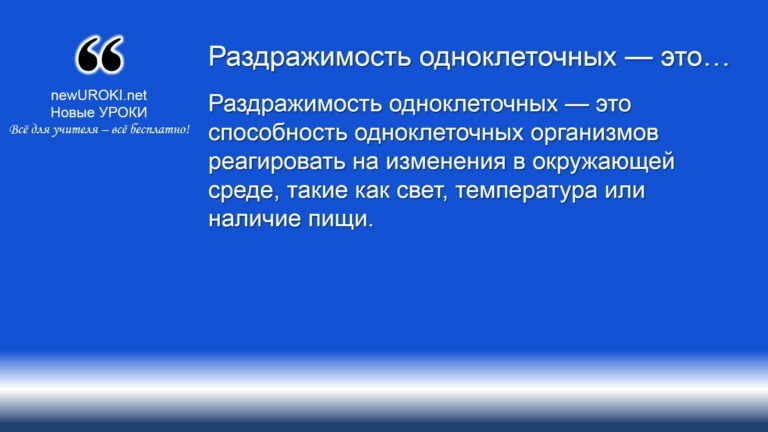 “
newUROKI.net
Новые УРОКИ
Всё для учителя – всё бесплатно!
Раздражимость одноклеточных — это…
Раздражимость одноклеточных — это
способность одноклеточных организмов
реагировать на изменения в окружающей
среде, такие как свет, температура или
наличие пищи.